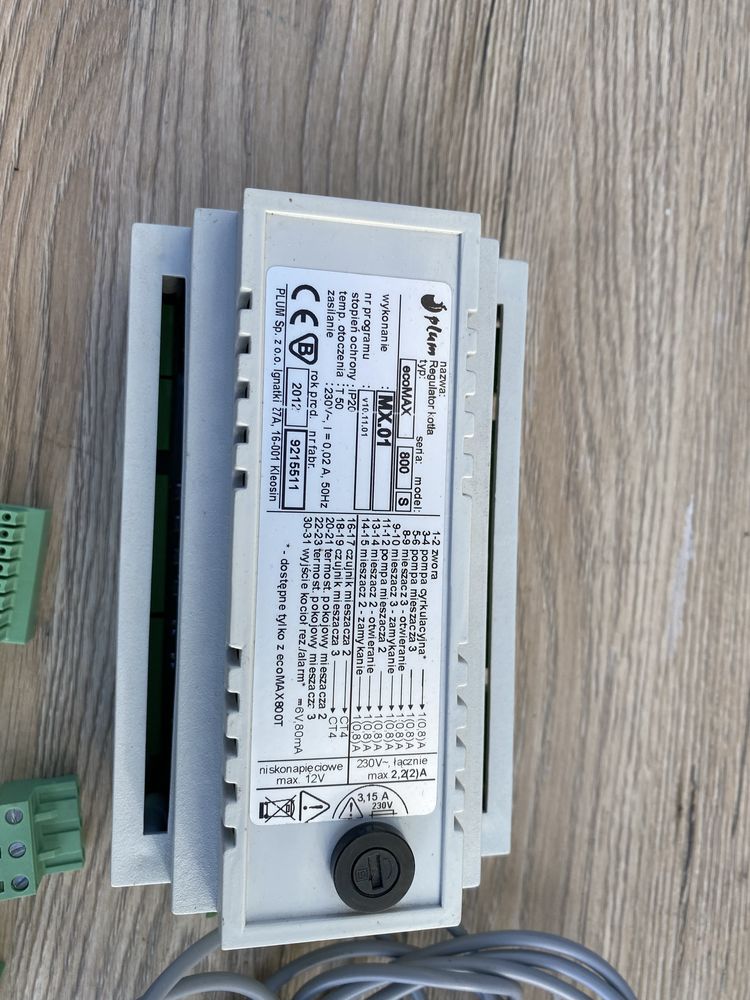 plum
nazwa:
Regulator kotła
typ: seria: model:
ecoMAX 800 S
wykonanie : MX.01
nr programu : v10.11.01
stopień ochrony : IP20
temp. otoczenia : T 50
zasilanie : 230V~, I = 0,02 A, 50Hz
CE B
rok prod. nr fabr.
2012 9215511
PLUM Sp. z o.o. Ignatki 27A, 16-001 Kleosin
1-2 zwora
3-4 pompa cyrkulacyjna* 1(0,8)A
5-6 pompa mieszacza 3 1(0,8)A
8-9 mieszacz 3 - otwieranie 1(0,8)A
9-10 mieszacz 3 - zamykanie 1(0,8)A
11-12 pompa mieszacza 2 1(0,8)A
13-14 mieszacz 2 - otwieranie 1(0,8)A
14-15 mieszacz 2 - zamykanie 1(0,8)A
16-17 czujnik mieszacza 2 CT4
18-19 czujnik mieszacza 3 CT4
20-21 termost. pokojowy mieszacza 2
22-23 termost. pokojowy mieszacza 3
30-31 wyjście kocioł rez./alarm* =6V,80mA
*- dostępne tylko z ecoMAX800T
230V~, łącznie
max. 2,2(2) A
niskonapięciowe
max. 12V
3,15 A
230V